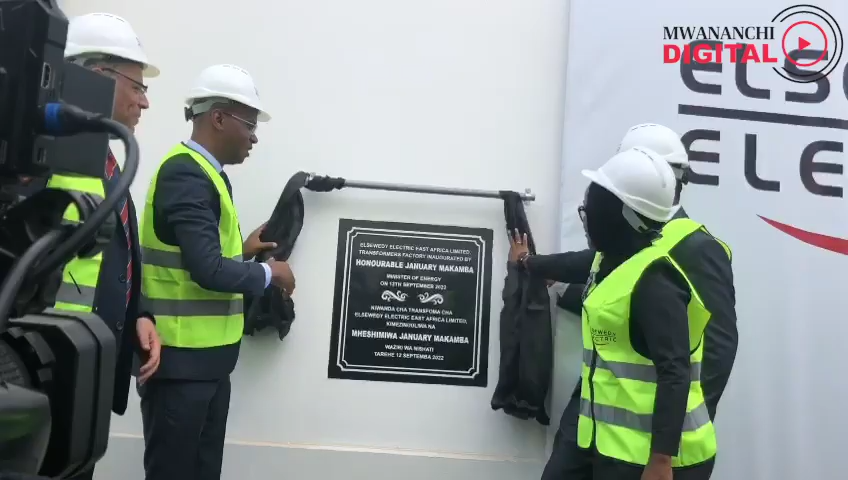 MWANANCHI
DIGITAL
ELS
ELE
ELSEWEDY ELECTRIC EAST AFRICA LIMITED,
TRANSFORMERS FACTORY INAUGURATED BY
HONOURABLE JANUARY MAKAMBA
MINISTER OF ENERGY
ON 12TH SEPTEMBER 2022
KIWANDA CHA TRANSFOMA CHA
ELSEWEDY ELECTRIC EAST AFRICA LIMITED,
KIMEZINDULIWA NA
MHESHIMIWA JANUARY MAKAMBA
WAZIRI WA NISHATI
TAREHE 12 SEPTEMBA 2022